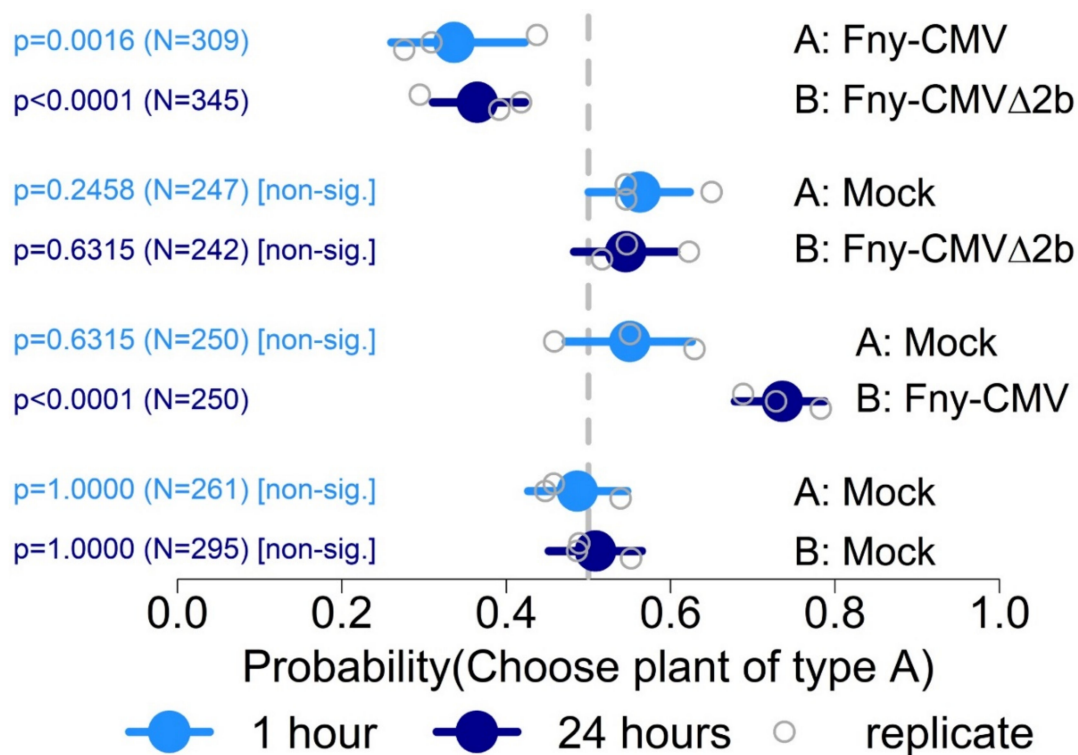 p=0.0016 (N=309) A: Fny-CMV
p<0.0001 (N=345) B: Fny-CMVΔ2b
p=0.2458 (N=247) [non-sig.] A: Mock
p=0.6315 (N=242) [non-sig.] B: Fny-CMVΔ2b
p=0.6315 (N=250) [non-sig.] A: Mock
p<0.0001 (N=250) B: Fny-CMV
p=1.0000 (N=261) [non-sig.] A: Mock
p=1.0000 (N=295) [non-sig.] B: Mock
0.0 0.2 0.4 0.6 0.8 1.0
Probability(Choose plant of type A)
1 hour 24 hours replicate